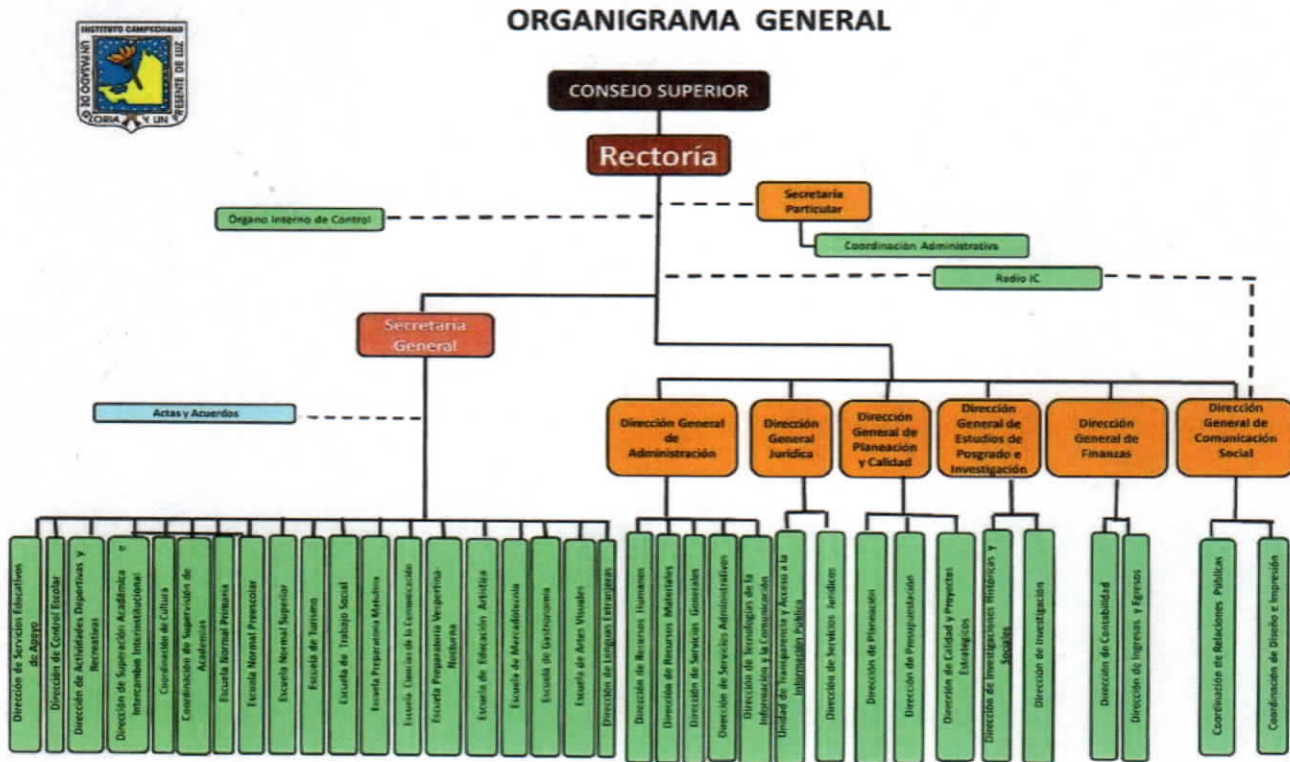 ORGANIGRAMA GENERAL
INSTITUTO CAMPECHANO
UN PASADO DE GLORIA Y UN PRESENTE DE LUZ
CONSEJO SUPERIOR
Rectoría
Secretaría
Particular
Órgano Interno de Control
Coordinación Administrativa
Radio IC
Secretaría
General
Actas y Acuerdos
Dirección General
de
Administración
Dirección
General
Jurídica
Dirección
General de
Planeación
y Calidad
Dirección
General de
Estudios de
Posgrado e
Investigación
Dirección
General de
Finanzas
Dirección
General de
Comunicación
Social
Dirección de Servicios Educativos
de Apoyo
Dirección de Control Escolar
Dirección de Actividades Deportivas y
Recreativas
Dirección de Superación Académica e
Intercambio Interinstitucional
Coordinación de Cultura
Coordinación de Supervisión de
Academias
Escuela Normal Primaria
Escuela Normal Preescolar
Escuela Normal Superior
Escuela de Turismo
Escuela de Trabajo Social
Escuela Preparatoria Matutina
Escuela Ciencias de la Comunicación
Escuela Preparatoria Vespertina-
Nocturna
Escuela de Educación Artística
Escuela de Mercadotecnia
Escuela de Gastronomía
Escuela de Artes Visuales
Dirección de Lenguas Extranjeras
Dirección de Recursos Humanos
Dirección de Recursos Materiales
Dirección de Servicios Generales
Dirección de Servicios Administrativos
Dirección de Tecnologías de la
Información y la Comunicación
Unidad de Transparencia y Acceso a la
Información Pública
Dirección de Servicios Jurídicos
Dirección de Planeación
Dirección de Presupuestación
Direción de Calidad y Proyectos
Estratégicos
Dirección de Investigaciones Históricas y
Sociales
Dirección de Investigación
Dirección de Contabilidad
Dirección de Ingresos y Egresos
Coordinación de Relaciones Públicas
Coordinación de Diseño e Impresión